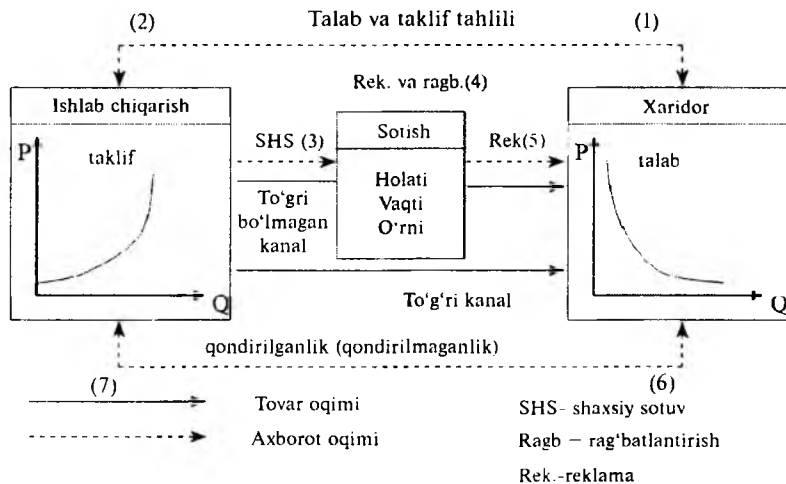 (2) Talab va taklif tahlili (1)
Rek. va ragb.(4)
Ishlab chiqarish
P
taklif
Q
SHS (3)
To'gri
bo'lmagan
kanal
Sotish
Holati
Vaqti
O'rni
Rek(5)
To'g'ri kanal
Xaridor
P
talab
Q
qondirilganlik (qondirilmaganlik)
(7)
(6)
Tovar oqimi
Axborot oqimi
SHS- shaxsiy sotuv
Ragb – rag'batlantirish
Rek.-reklama